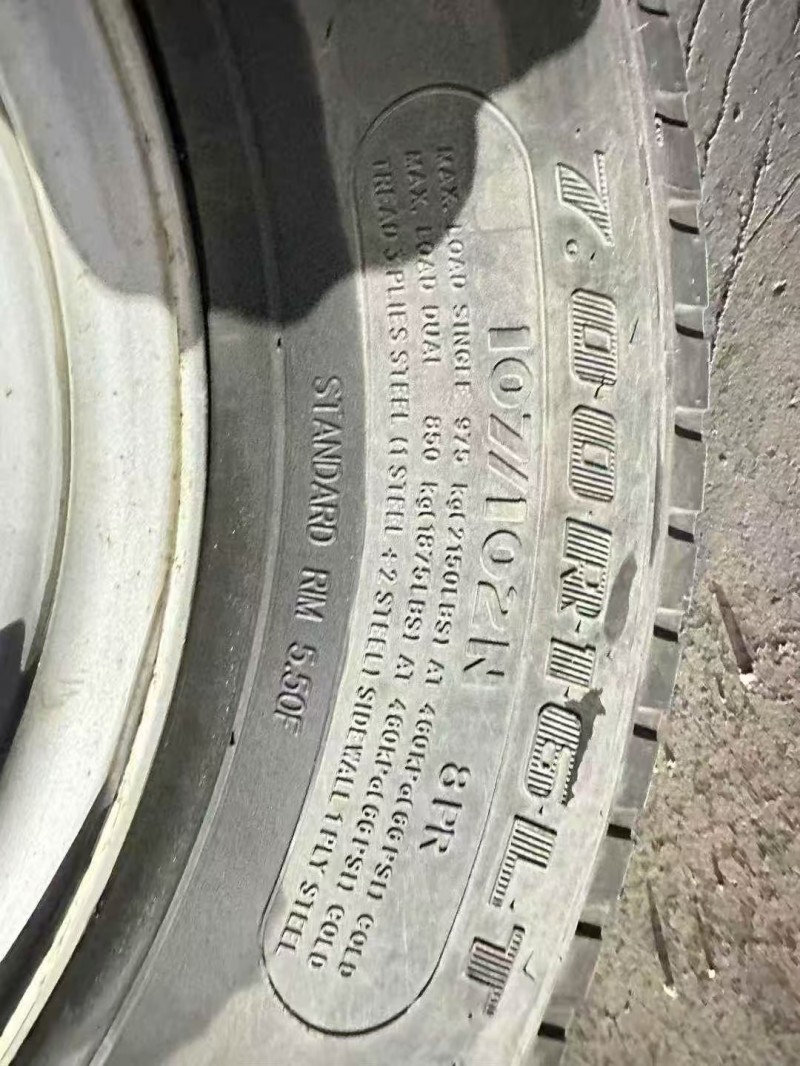 7.00R16LT
107/102N 8PR
MAX. LOAD SINGLE 975 kg(2150LBS) AT 460kPa(66PSI) COLD
MAX. LOAD DUAL 850 kg(1875LBS) AT 460kPa(66PSI) COLD
TREAD 3 PLIES STEEL (1 STEEL + 2 STEEL) SIDEWALL 1 PLY STEEL
STANDARD RIM 5.50F